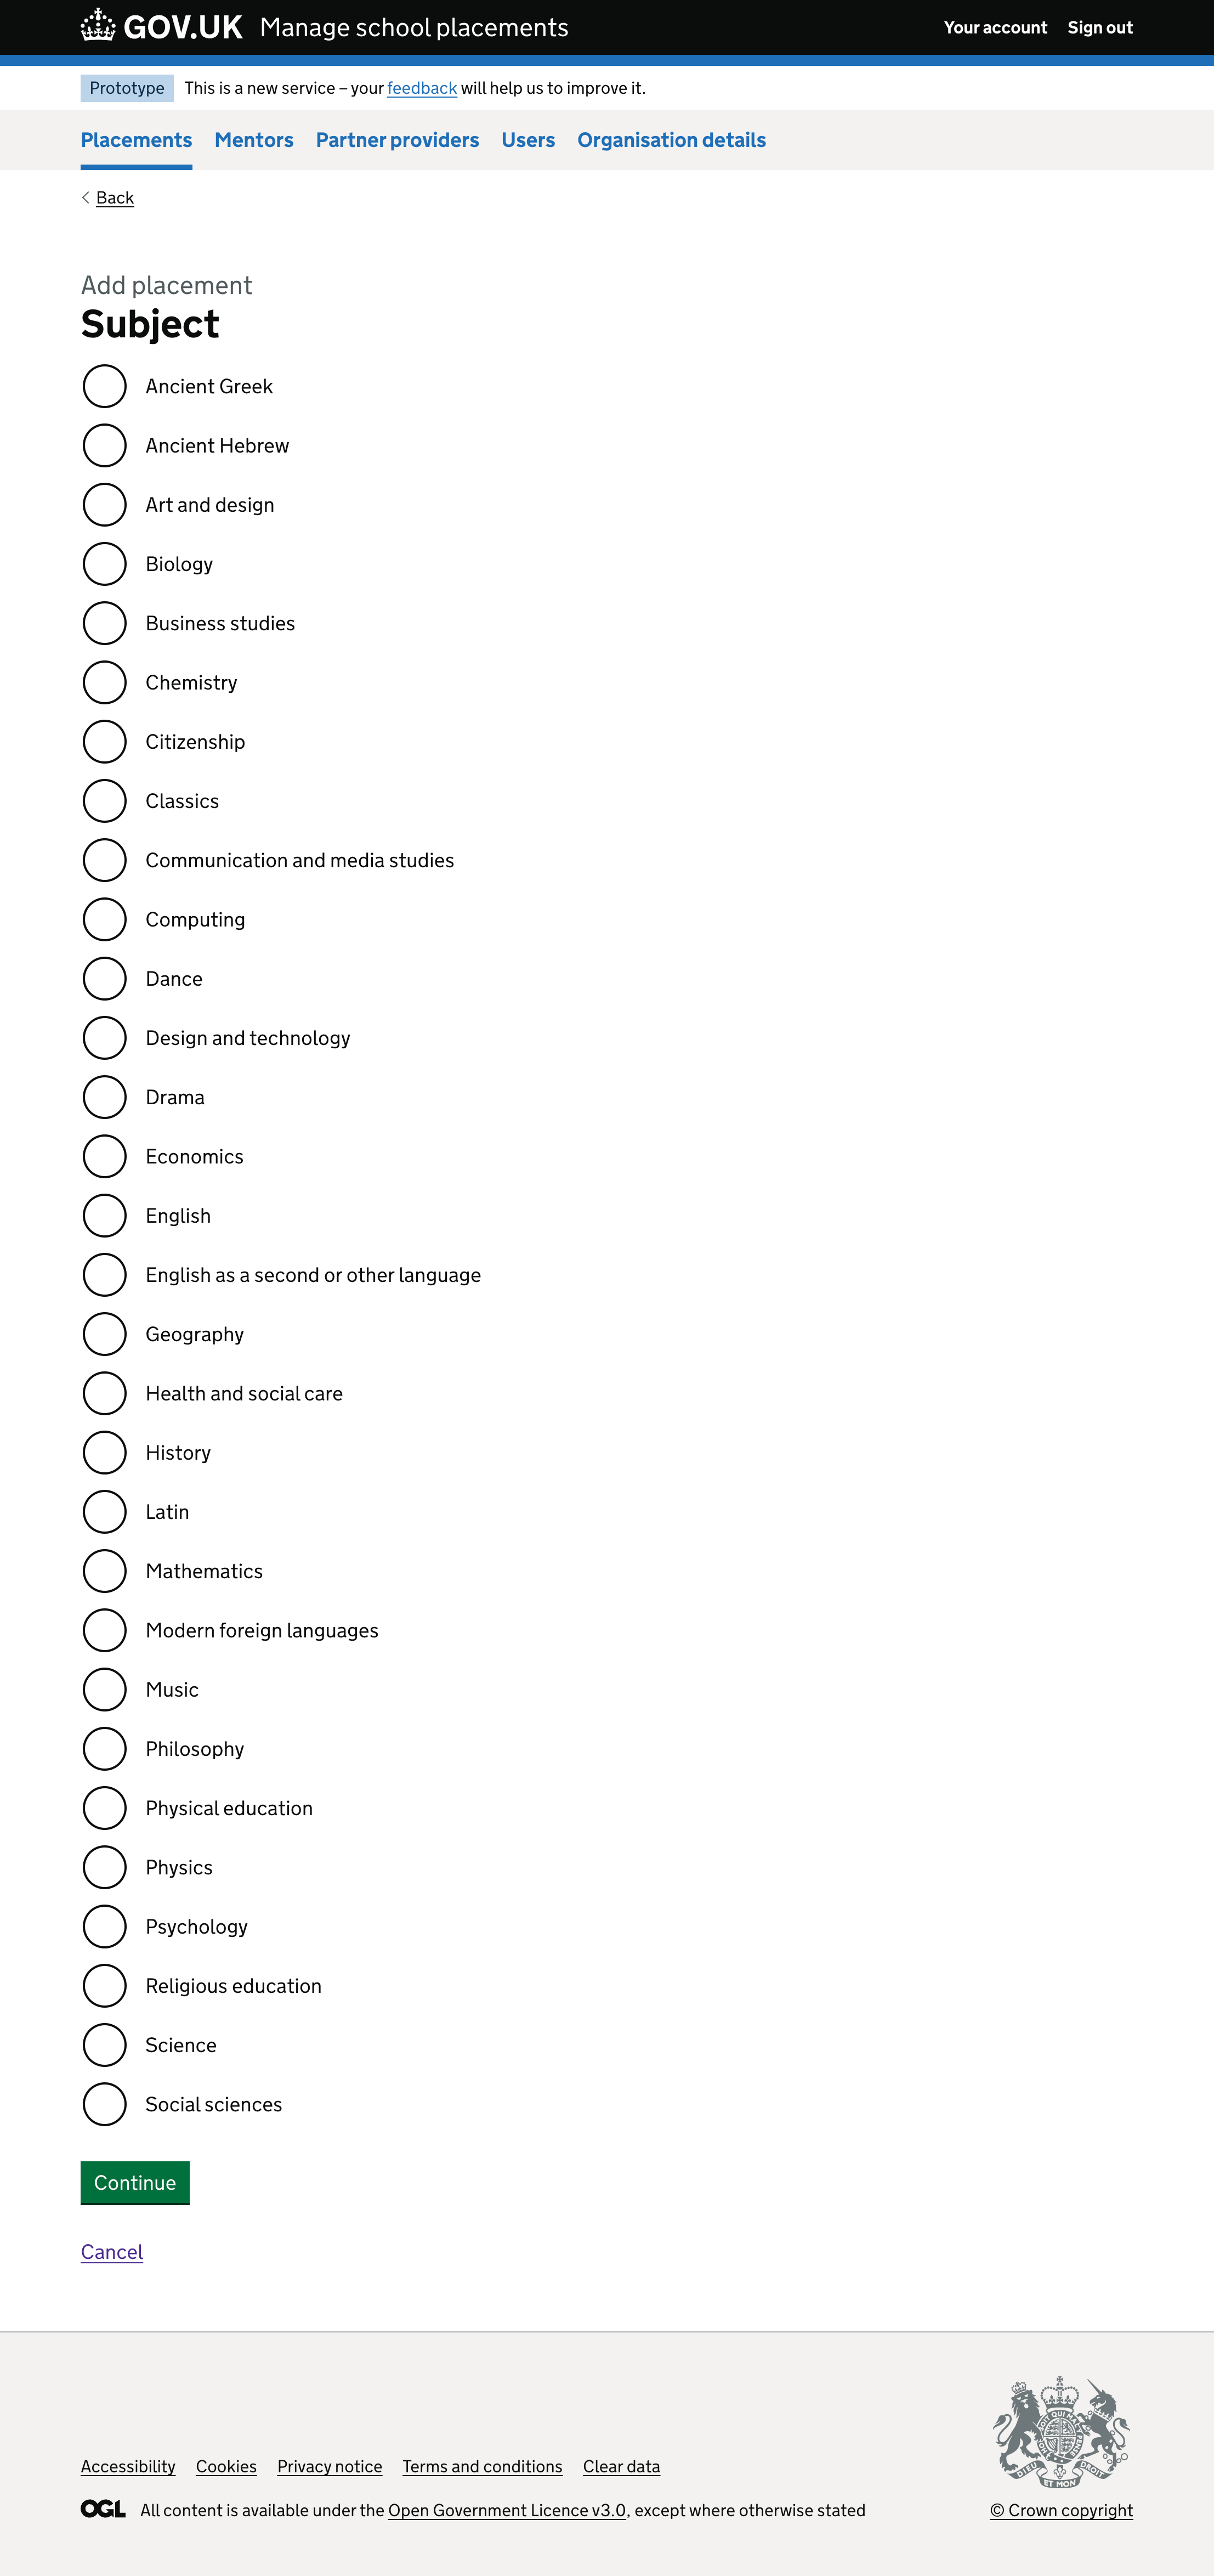 GOV.UK Manage school placements Your account Sign out
Prototype This is a new service – your feedback will help us to improve it.
Placements Mentors Partner providers Users Organisation details
Back
Add placement
Subject
Ancient Greek
Ancient Hebrew
Art and design
Biology
Business studies
Chemistry
Citizenship
Classics
Communication and media studies
Computing
Dance
Design and technology
Drama
Economics
English
English as a second or other language
Geography
Health and social care
History
Latin
Mathematics
Modern foreign languages
Music
Philosophy
Physical education
Physics
Psychology
Religious education
Science
Social sciences
Continue
Cancel
DIEU ET MON DROIT
Accessibility Cookies Privacy notice Terms and conditions Clear data
OGL All content is available under the Open Government Licence v3.0, except where otherwise stated © Crown copyright